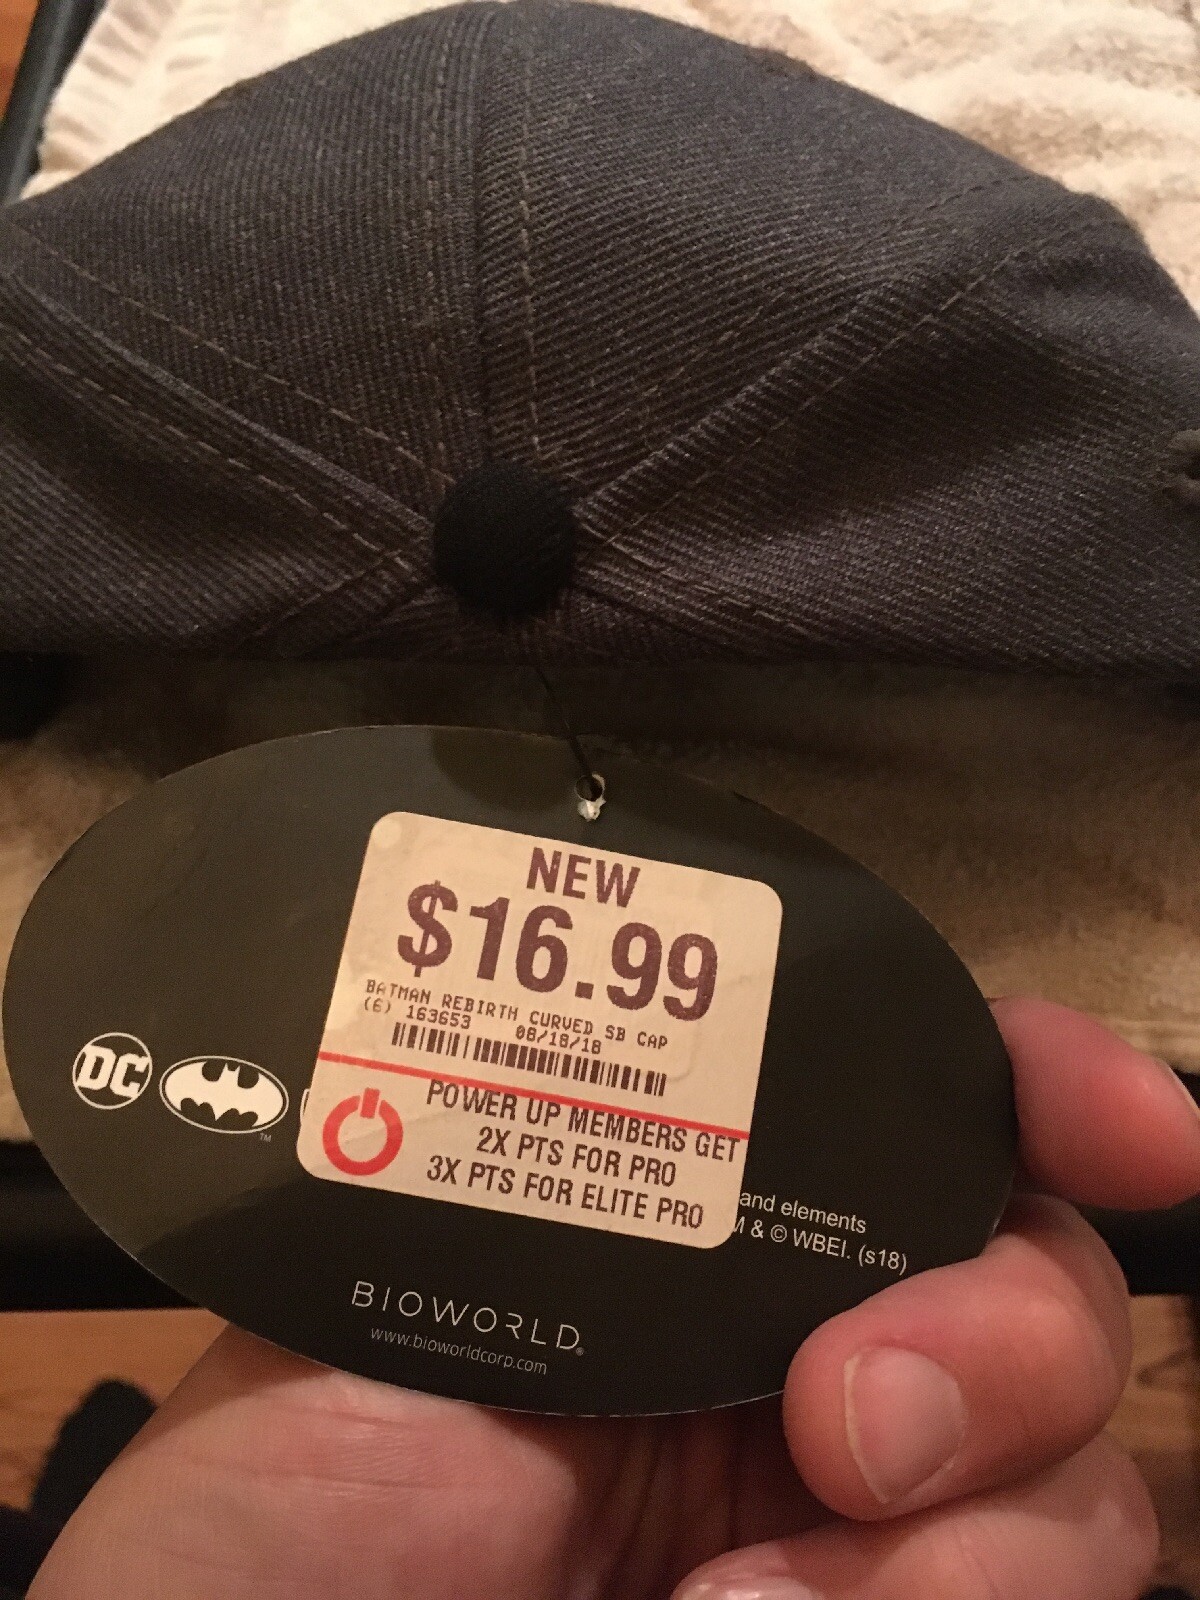 NEW
$16.99
BATMAN REBIRTH CURVED SB CAP
(6) 163653 08/18/18
POWER UP MEMBERS GET
2X PTS FOR PRO
3X PTS FOR ELITE PRO
DC
TM
and elements
& © WBEI. (s18)
BIOWORLD®
www.bioworldcorp.com